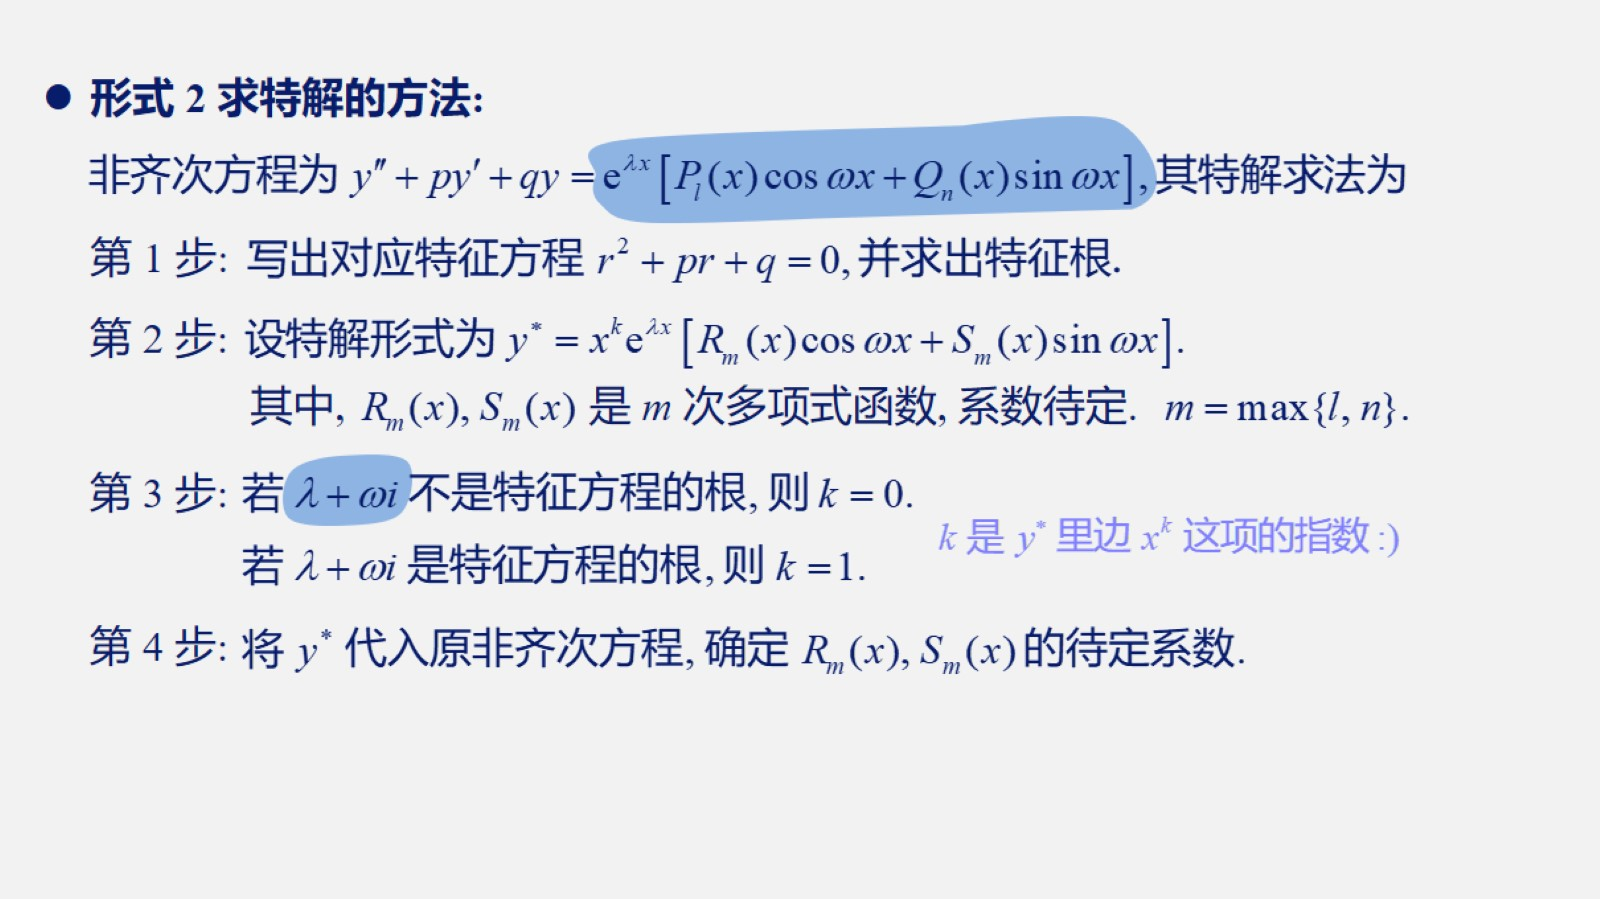 ● 形式 2 求特解的方法:
非齐次方程为 y″ + py′ + qy = e^{λx}[P_l(x)cos ωx + Q_n(x)sin ωx], 其特解求法为
第 1 步: 写出对应特征方程 r² + pr + q = 0, 并求出特征根.
第 2 步: 设特解形式为 y* = x^k e^{λx}[R_m(x)cos ωx + S_m(x)sin ωx].
其中, R_m(x), S_m(x) 是 m 次多项式函数, 系数待定. m = max{l, n}.
第 3 步: 若 λ + ωi 不是特征方程的根, 则 k = 0.
k 是 y* 里边 x^k 这项的指数 :)
若 λ + ωi 是特征方程的根, 则 k = 1.
第 4 步: 将 y* 代入原非齐次方程, 确定 R_m(x), S_m(x) 的待定系数.